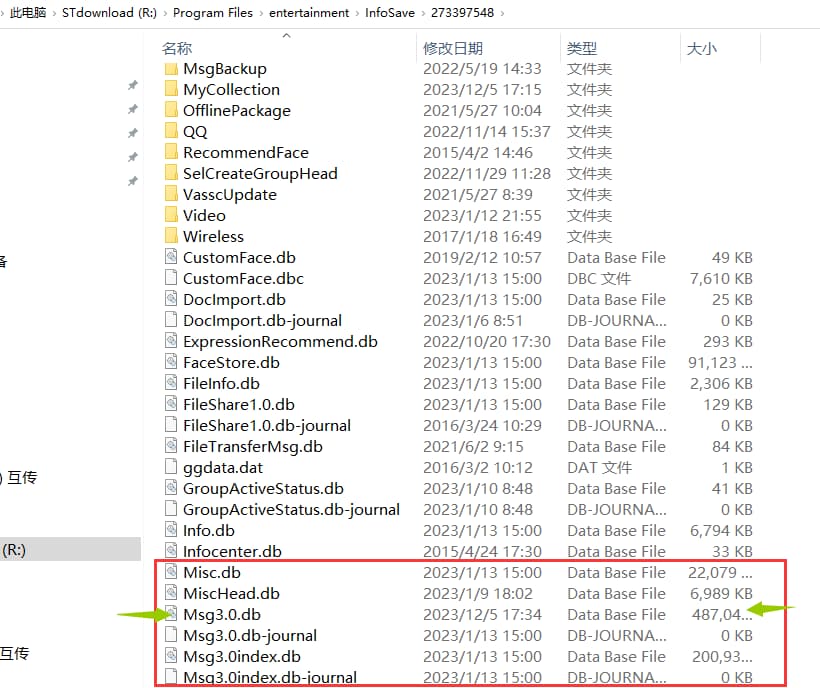 此电脑 › STdownload (R:) › Program Files › entertainment › InfoSave › 273397548 ›
名称 修改日期 类型 大小
MsgBackup 2022/5/19 14:33 文件夹
MyCollection 2023/12/5 17:15 文件夹
OfflinePackage 2021/5/27 10:04 文件夹
QQ 2022/11/14 15:37 文件夹
RecommendFace 2015/4/2 14:46 文件夹
SelCreateGroupHead 2022/11/29 11:28 文件夹
VasscUpdate 2021/5/27 8:39 文件夹
Video 2023/1/12 21:55 文件夹
Wireless 2017/1/18 16:49 文件夹
CustomFace.db 2019/2/12 10:57 Data Base File 49 KB
CustomFace.dbc 2023/1/13 15:00 DBC 文件 7,610 KB
DocImport.db 2023/1/13 15:00 Data Base File 25 KB
DocImport.db-journal 2023/1/6 8:51 DB-JOURNA... 0 KB
ExpressionRecommend.db 2022/10/20 17:30 Data Base File 293 KB
FaceStore.db 2023/1/13 15:00 Data Base File 91,123 ...
FileInfo.db 2023/1/13 15:00 Data Base File 2,306 KB
FileShare1.0.db 2023/1/13 15:00 Data Base File 129 KB
FileShare1.0.db-journal 2016/3/24 10:29 DB-JOURNA... 0 KB
FileTransferMsg.db 2021/6/2 9:15 Data Base File 84 KB
) 互传 ggdata.dat 2016/3/2 10:12 DAT 文件 1 KB
GroupActiveStatus.db 2023/1/10 8:48 Data Base File 41 KB
GroupActiveStatus.db-journal 2023/1/10 8:48 DB-JOURNA... 0 KB
Info.db 2023/1/13 15:00 Data Base File 6,794 KB
(R:) Infocenter.db 2015/4/24 17:30 Data Base File 33 KB
Misc.db 2023/1/13 15:00 Data Base File 22,079 ...
MiscHead.db 2023/1/9 18:02 Data Base File 6,989 KB
Msg3.0.db 2023/12/5 17:34 Data Base File 487,04...
Msg3.0.db-journal 2023/1/13 15:00 DB-JOURNA... 0 KB
互传 Msg3.0index.db 2023/1/13 15:00 Data Base File 200,93...
Msg3.0index.db-journal 2023/1/13 15:00 DB-JOURNA... 0 KB